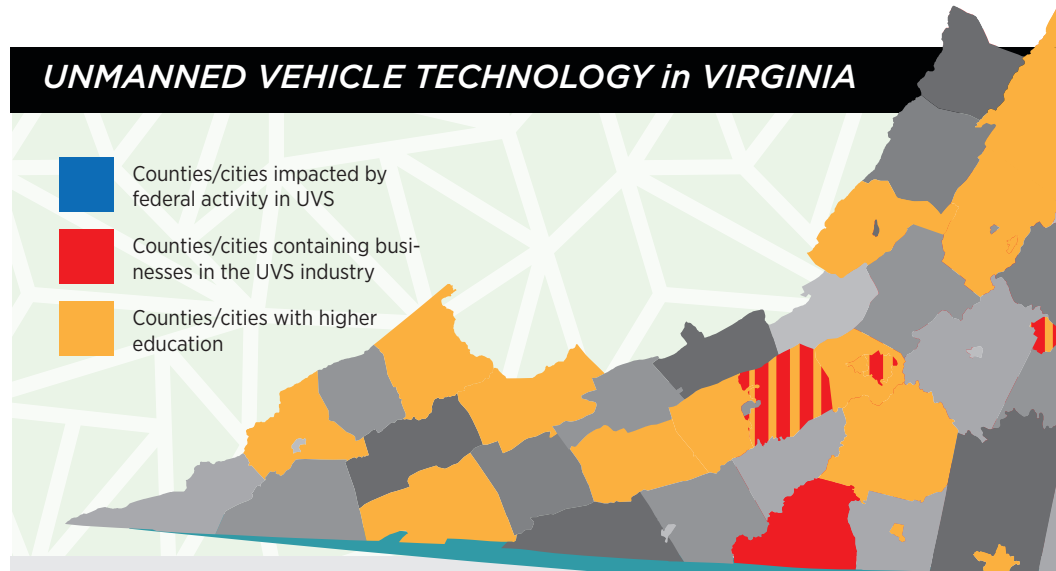 UNMANNED VEHICLE TECHNOLOGY in VIRGINIA
Counties/cities impacted by
federal activity in UVS
Counties/cities containing busi-
nesses in the UVS industry
Counties/cities with higher
education